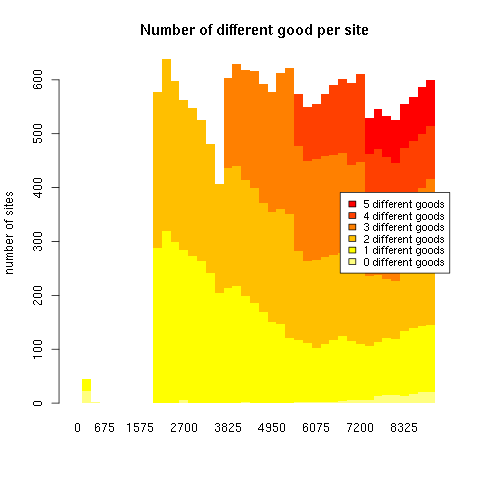 Number of different good per site
number of sites
600
500
400
300
200
100
0
5 different goods
4 different goods
3 different goods
2 different goods
1 different goods
0 different goods
0 675 1575 2700 3825 4950 6075 7200 8325